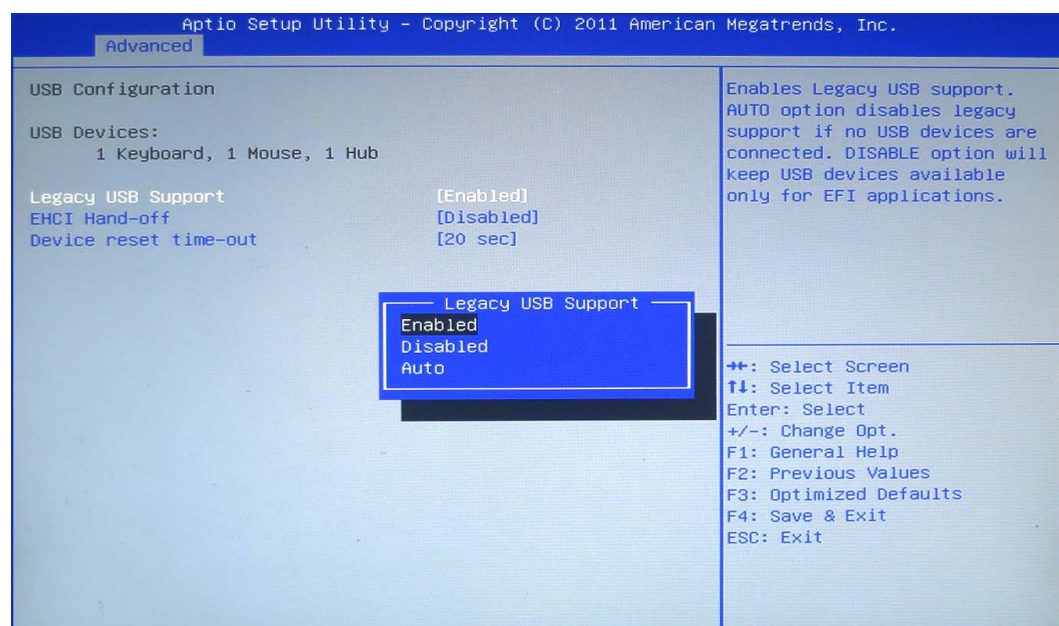 Aptio Setup Utility – Copyright (C) 2011 American Megatrends, Inc.
Advanced
USB Configuration
USB Devices:
1 Keyboard, 1 Mouse, 1 Hub
Legacy USB Support [Enabled]
EHCI Hand-off [Disabled]
Device reset time-out [20 sec]
Legacy USB Support
Enabled
Disabled
Auto
Enables Legacy USB support.
AUTO option disables legacy
support if no USB devices are
connected. DISABLE option will
keep USB devices available
only for EFI applications.
→←: Select Screen
↑↓: Select Item
Enter: Select
+/-: Change Opt.
F1: General Help
F2: Previous Values
F3: Optimized Defaults
F4: Save & Exit
ESC: Exit